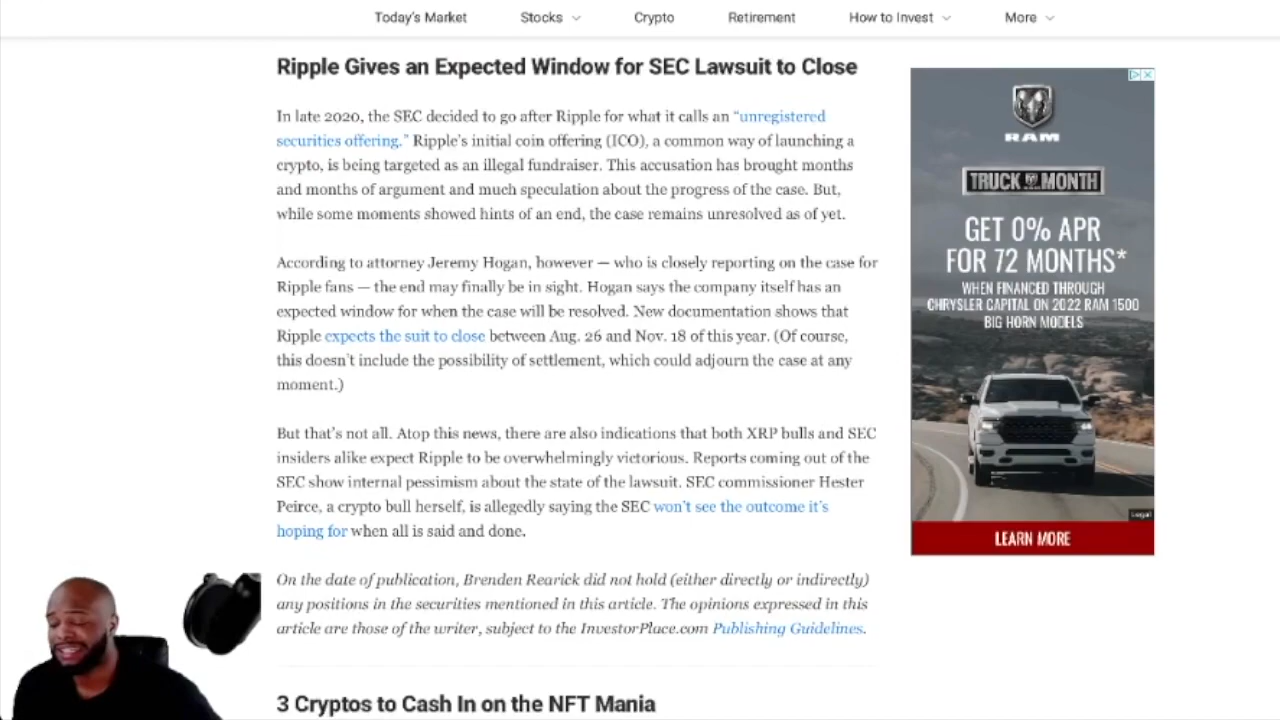 Today's Market Stocks Crypto Retirement How to Invest More
Ripple Gives an Expected Window for SEC Lawsuit to Close
In late 2020, the SEC decided to go after Ripple for what it calls an “unregistered
securities offering.” Ripple's initial coin offering (ICO), a common way of launching a
crypto, is being targeted as an illegal fundraiser. This accusation has brought months
and months of argument and much speculation about the progress of the case. But,
while some moments showed hints of an end, the case remains unresolved as of yet.
According to attorney Jeremy Hogan, however — who is closely reporting on the case for
Ripple fans — the end may finally be in sight. Hogan says the company itself has an
expected window for when the case will be resolved. New documentation shows that
Ripple expects the suit to close between Aug. 26 and Nov. 18 of this year. (Of course,
this doesn't include the possibility of settlement, which could adjourn the case at any
moment.)
But that's not all. Atop this news, there are also indications that both XRP bulls and SEC
insiders alike expect Ripple to be overwhelmingly victorious. Reports coming out of the
SEC show internal pessimism about the state of the lawsuit. SEC commissioner Hester
Peirce, a crypto bull herself, is allegedly saying the SEC won't see the outcome it's
hoping for when all is said and done.
On the date of publication, Brenden Rearick did not hold (either directly or indirectly)
any positions in the securities mentioned in this article. The opinions expressed in this
article are those of the writer, subject to the InvestorPlace.com Publishing Guidelines.
3 Cryptos to Cash In on the NFT Mania
RAM
TRUCK OF THE MONTH
GET 0% APR
FOR 72 MONTHS*
WHEN FINANCED THROUGH
CHRYSLER CAPITAL ON 2022 RAM 1500
BIG HORN MODELS
Legal
LEARN MORE